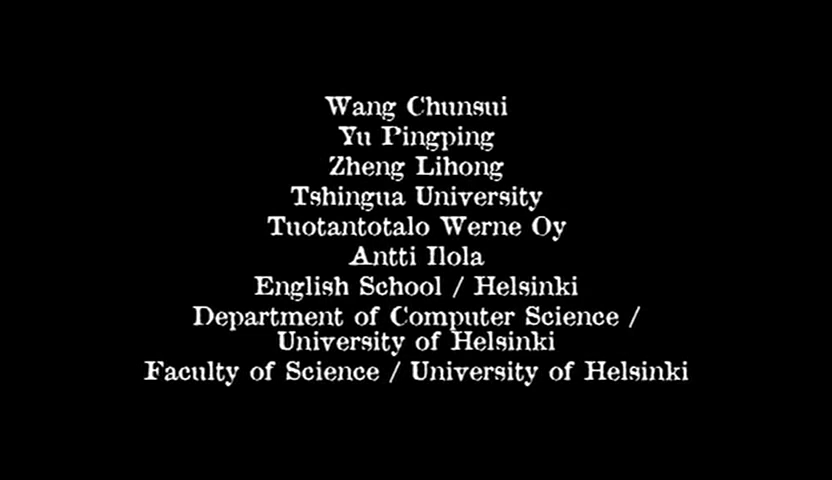 Wang Chunsui
Yu Pingping
Zheng Lihong
Tshingua University
Tuotantotalo Werne Oy
Antti Ilola
English School / Helsinki
Department of Computer Science /
University of Helsinki
Faculty of Science / University of Helsinki